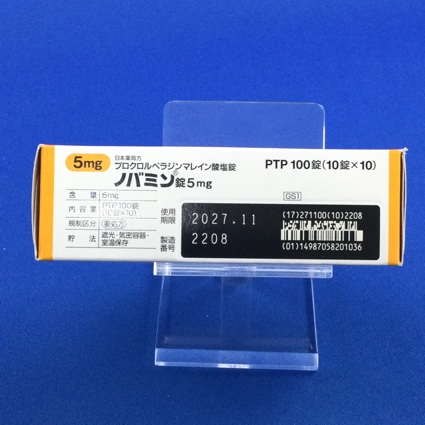 5mg
日本薬局方
プロクロルペラジンマレイン酸塩錠
ノバミン®錠5mg
PTP 100錠(10錠×10)
含量 5mg
内容量 PTP 100錠
(10錠×10)
規制区分 要処方
貯法 遮光・気密容器・
室温保存
使用
期限
2027.11
製造
番号
2208
GS1
(17)271100(10)2208
(01)14987058201036